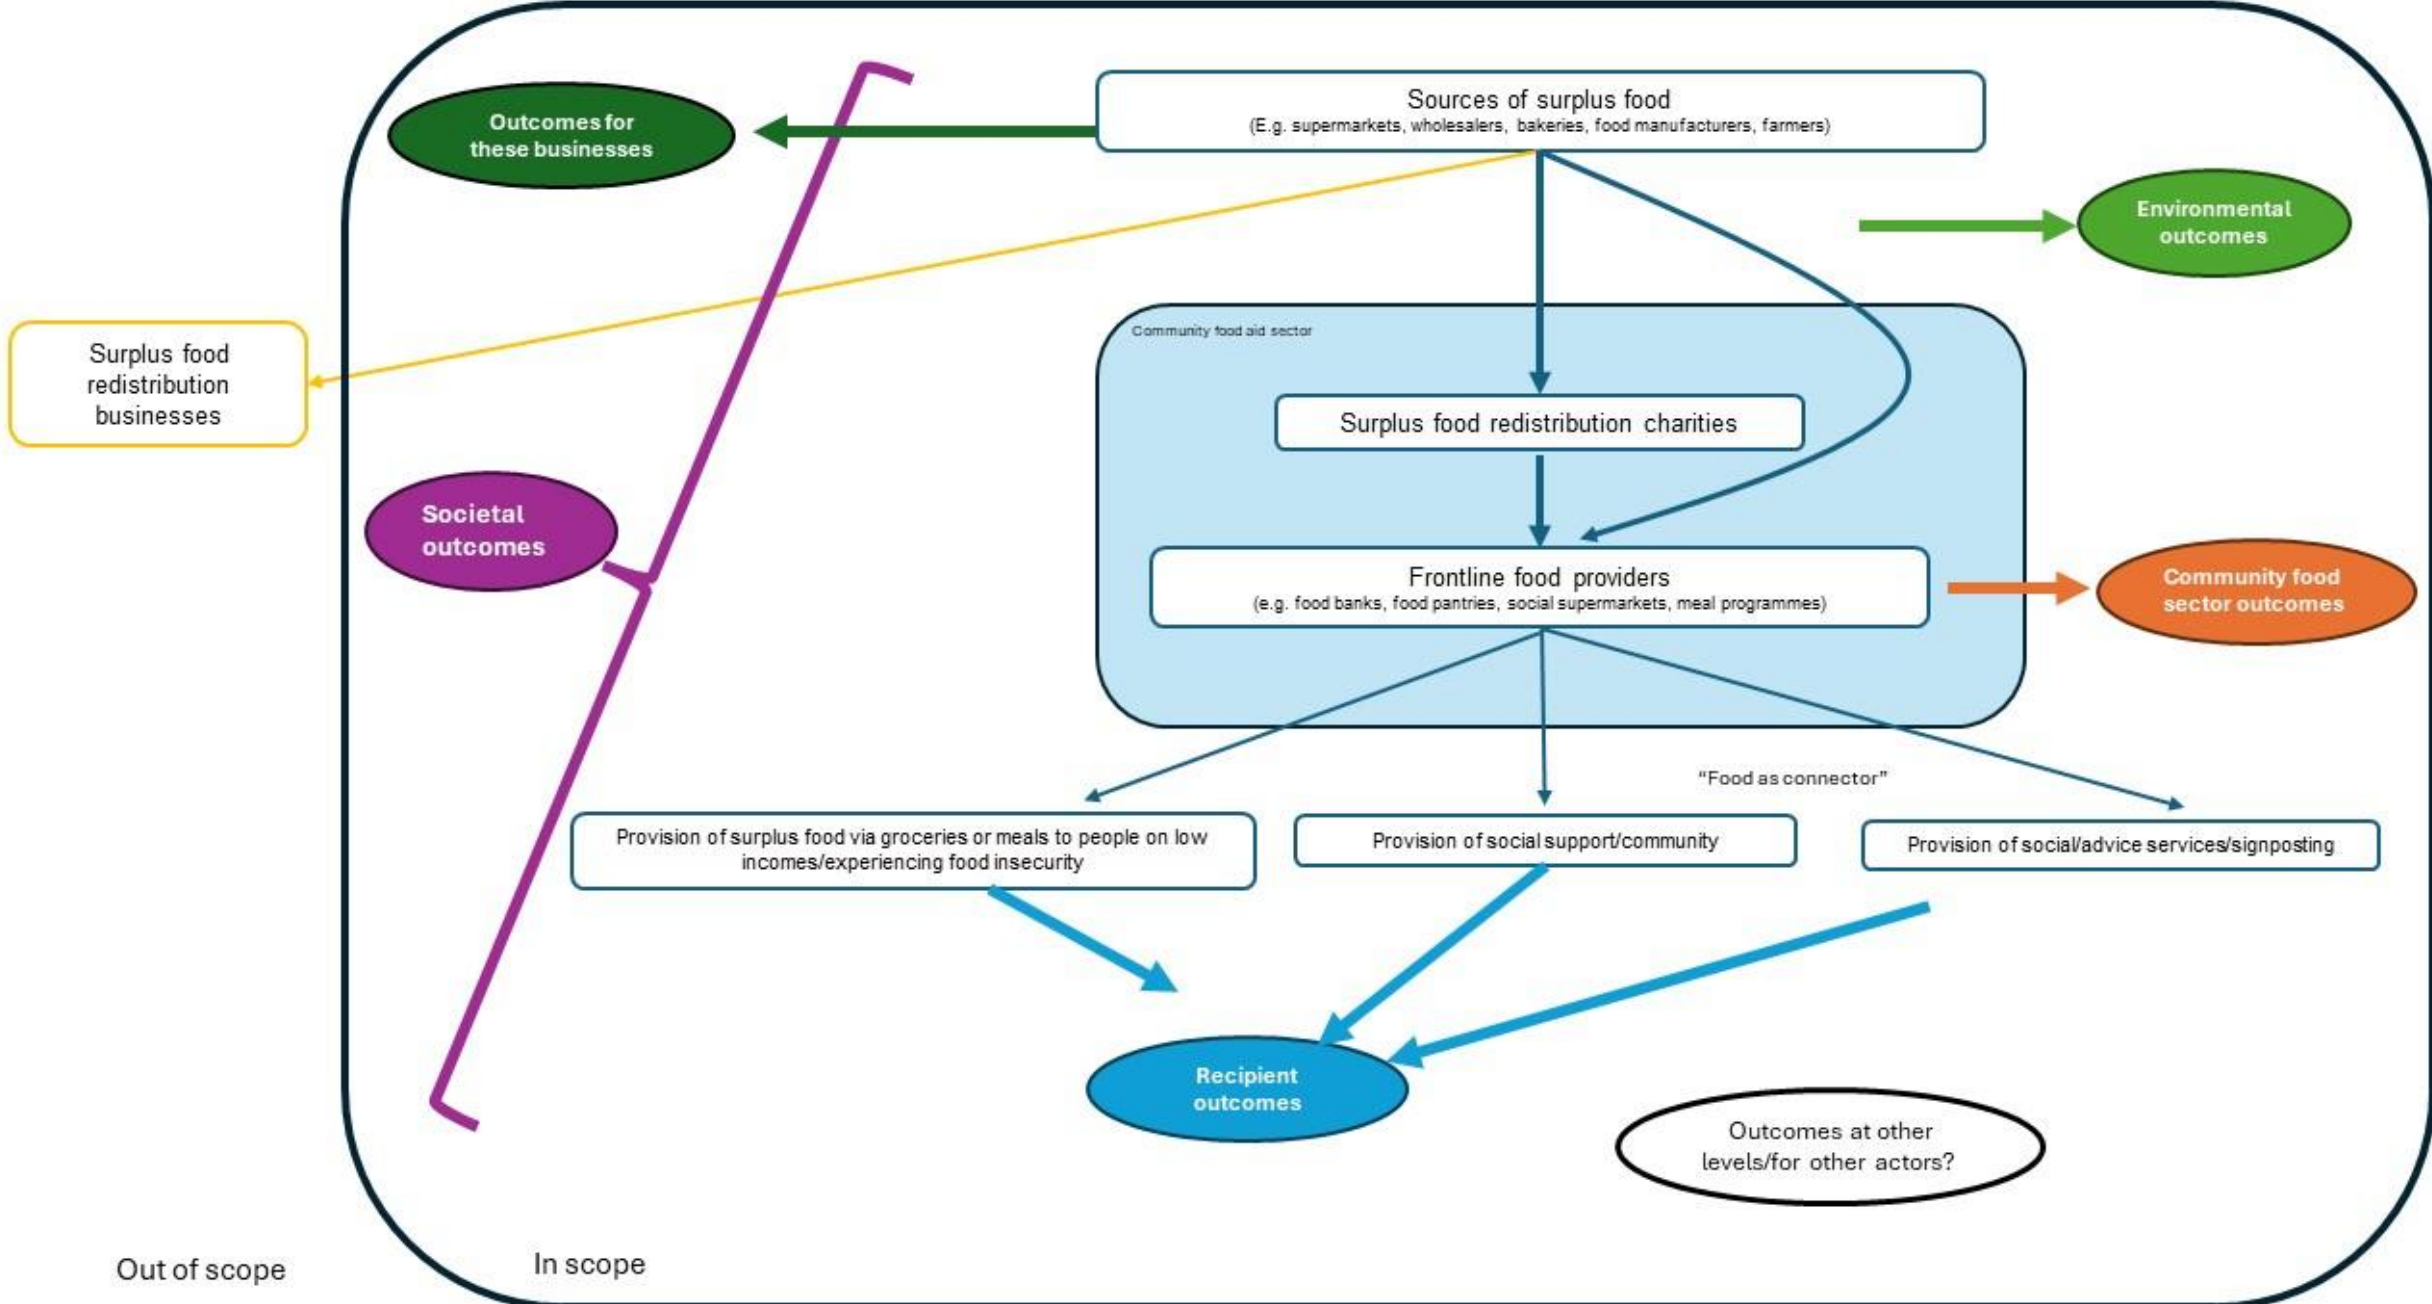 Sources of surplus food
(E.g. supermarkets, wholesalers, bakeries, food manufacturers, farmers)
Outcomes for
these businesses
Environmental
outcomes
Community food aid sector
Surplus food
redistribution
businesses
Surplus food redistribution charities
Societal
outcomes
Frontline food providers
(e.g. food banks, food pantries, social supermarkets, meal programmes)
Community food
sector outcomes
“Food as connector”
Provision of surplus food via groceries or meals to people on low
incomes/experiencing food insecurity
Provision of social support/community
Provision of social/advice services/signposting
Recipient
outcomes
Outcomes at other
levels/for other actors?
Out of scope
In scope